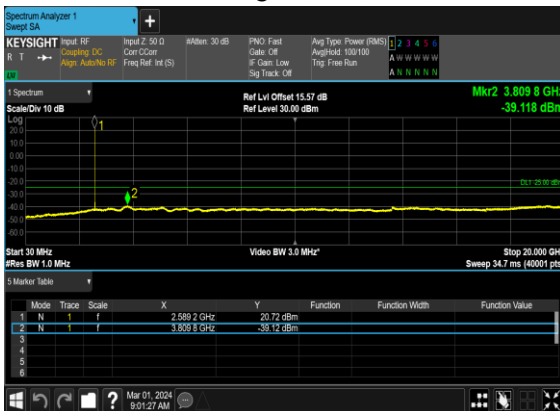 Spectrum Analyzer 1
Swept SA
KEYSIGHT Input: RF Input Z: 50 Ω #Atten: 30 dB PNO: Fast Avg Type: Power (RMS) 1 2 3 4 5 6
R T Coupling: DC Corr CCorr Gate: Off Avg|Hold: 100/100 A W W W W W
Align: Auto/No RF Freq Ref: Int (S) IF Gain: Low Trig: Free Run
Sig Track: Off A N N N N N
1 Spectrum Ref Lvl Offset 15.57 dB Mkr2 3.809 8 GHz
Scale/Div 10 dB Ref Level 30.00 dBm -39.118 dBm
Log
1
20.0
10.0
0.00
-10.0
-20.0
DL1 -25.00 dBm
-30.0
2
-40.0
-50.0
-60.0
Start 30 MHz Video BW 3.0 MHz* Stop 20.000 GHz
#Res BW 1.0 MHz Sweep 34.7 ms (40001 pts
5 Marker Table
Mode Trace Scale X Y Function Function Width Function Value
1 N 1 f 2.589 2 GHz 20.72 dBm
2 N 1 f 3.809 8 GHz -39.12 dBm
3
4
5
6
? Mar 01, 2024
9:01:27 AM